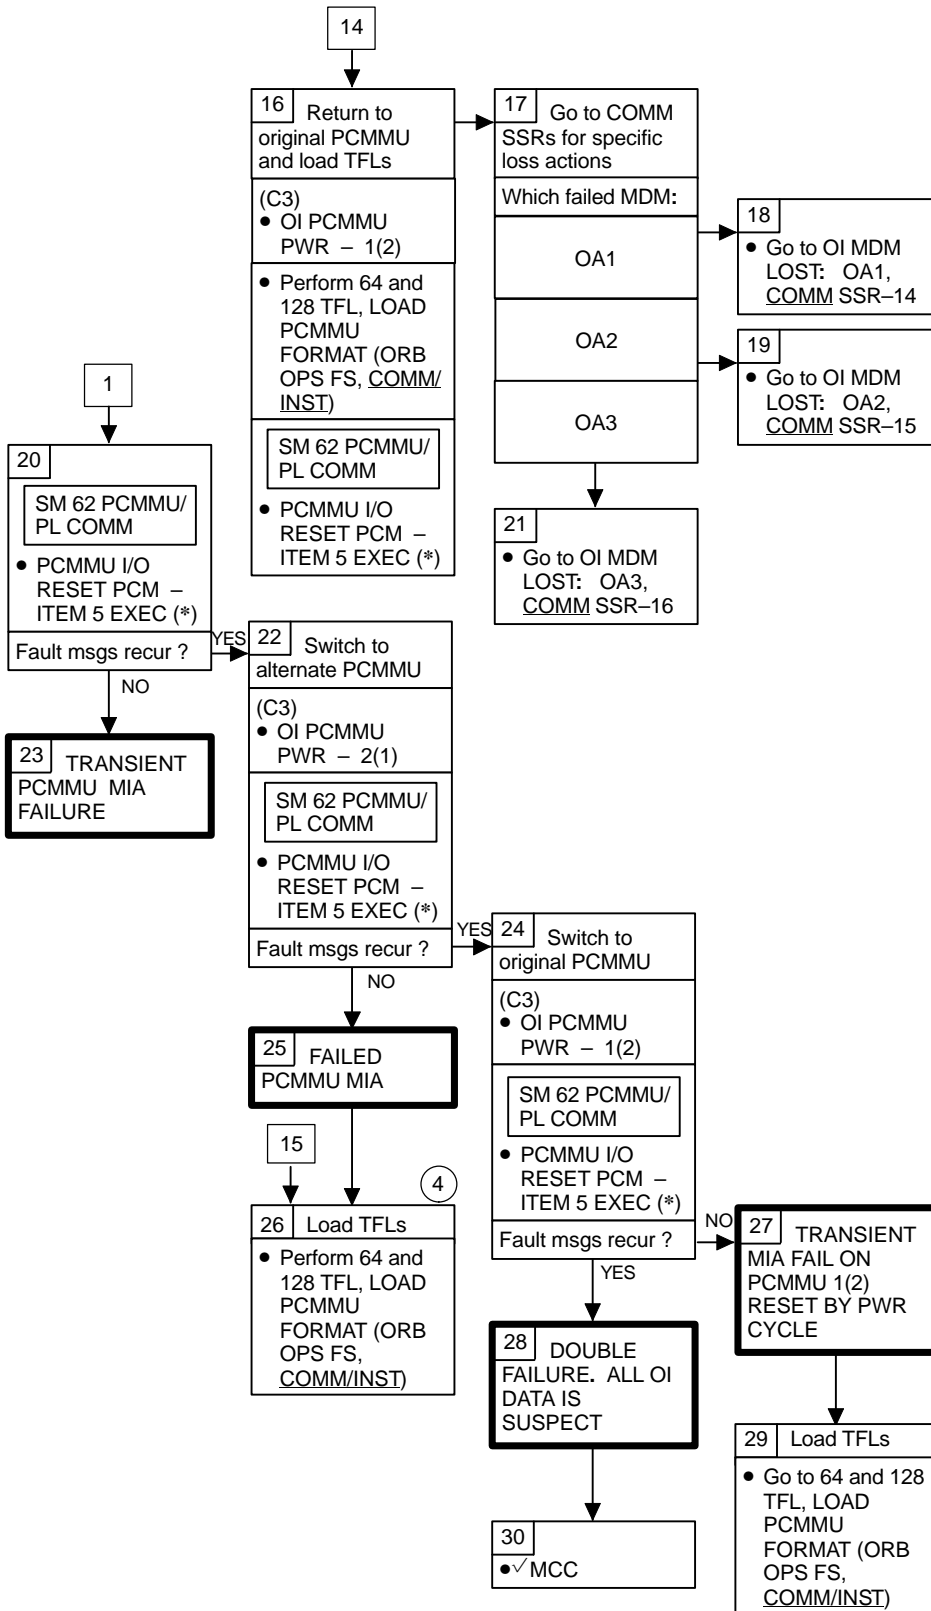 14
16 Return to
original PCMMU
and load TFLs
(C3)
● OI PCMMU
PWR – 1(2)
● Perform 64 and
128 TFL, LOAD
PCMMU
FORMAT (ORB
OPS FS, COMM/
INST)
SM 62 PCMMU/
PL COMM
● PCMMU I/O
RESET PCM –
ITEM 5 EXEC (*)
17 Go to COMM
SSRs for specific
loss actions
Which failed MDM:
OA1
OA2
OA3
18
● Go to OI MDM
LOST: OA1,
COMM SSR–14
19
● Go to OI MDM
LOST: OA2,
COMM SSR–15
1
20
SM 62 PCMMU/
PL COMM
● PCMMU I/O
RESET PCM –
ITEM 5 EXEC (*)
Fault msgs recur ?
YES
NO
21
● Go to OI MDM
LOST: OA3,
COMM SSR–16
22 Switch to
alternate PCMMU
(C3)
● OI PCMMU
PWR – 2(1)
SM 62 PCMMU/
PL COMM
● PCMMU I/O
RESET PCM –
ITEM 5 EXEC (*)
Fault msgs recur ?
YES
NO
23 TRANSIENT
PCMMU MIA
FAILURE
24 Switch to
original PCMMU
(C3)
● OI PCMMU
PWR – 1(2)
SM 62 PCMMU/
PL COMM
● PCMMU I/O
RESET PCM –
ITEM 5 EXEC (*)
Fault msgs recur ?
NO
YES
25 FAILED
PCMMU MIA
15
4
26 Load TFLs
● Perform 64 and
128 TFL, LOAD
PCMMU
FORMAT (ORB
OPS FS,
COMM/INST)
27 TRANSIENT
MIA FAIL ON
PCMMU 1(2)
RESET BY PWR
CYCLE
28 DOUBLE
FAILURE. ALL OI
DATA IS
SUSPECT
29 Load TFLs
● Go to 64 and 128
TFL, LOAD
PCMMU
FORMAT (ORB
OPS FS,
COMM/INST)
30
●√MCC